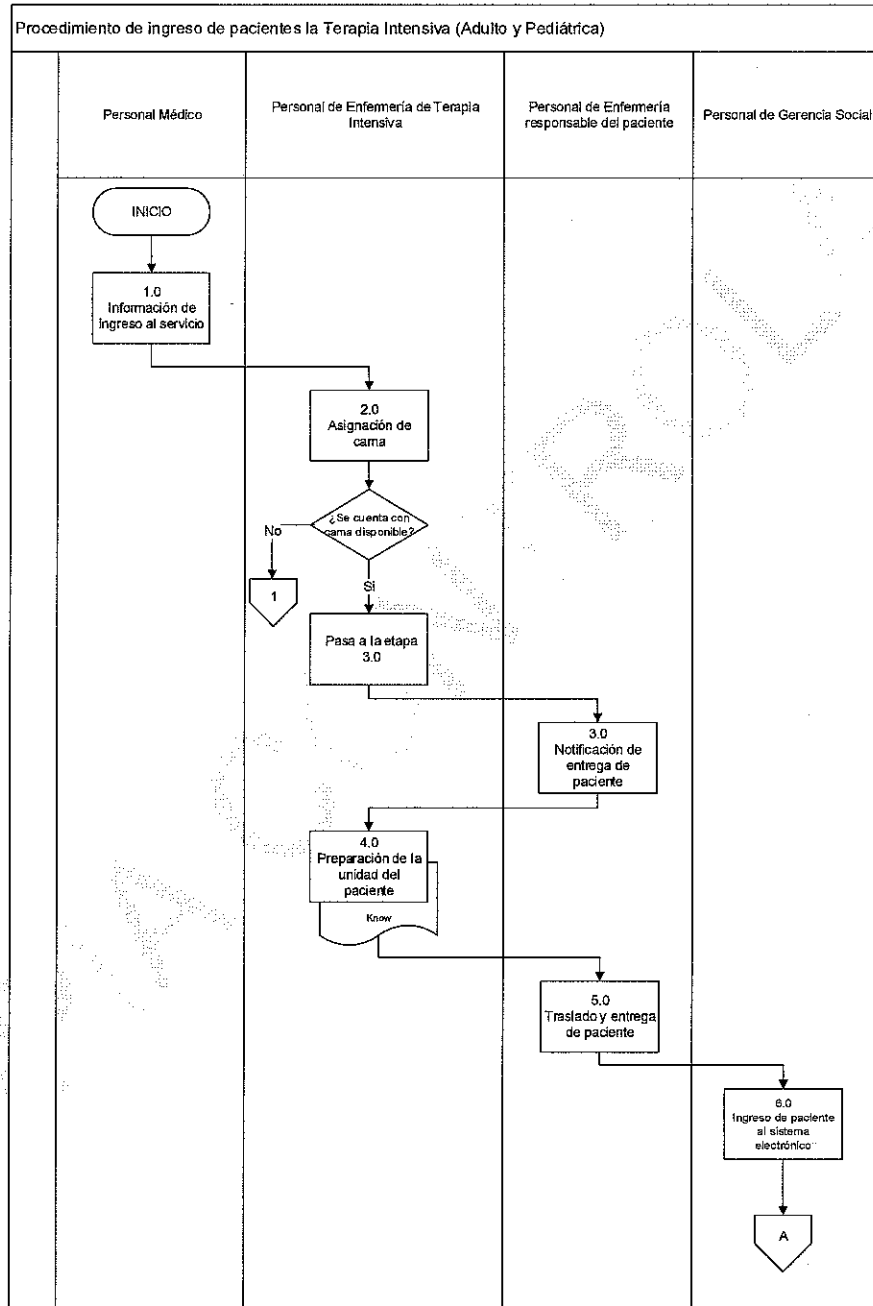 Procedimiento de ingreso de pacientes la Terapia Intensiva (Adulto y Pediátrica)
Personal Médico
Personal de Enfermería de Terapia
Intensiva
Personal de Enfermería
responsable del paciente
Personal de Gerencia Social
INICIO
1.0
Información de
ingreso al servicio
2.0
Asignación de
cama
¿Se cuenta con
cama disponible?
No
Si
1
Pasa a la etapa
3.0
3.0
Notificación de
entrega de
paciente
4.0
Preparación de la
unidad del
paciente
Know
5.0
Traslado y entrega
de paciente
6.0
Ingreso de paciente
al sistema
electrónico
A